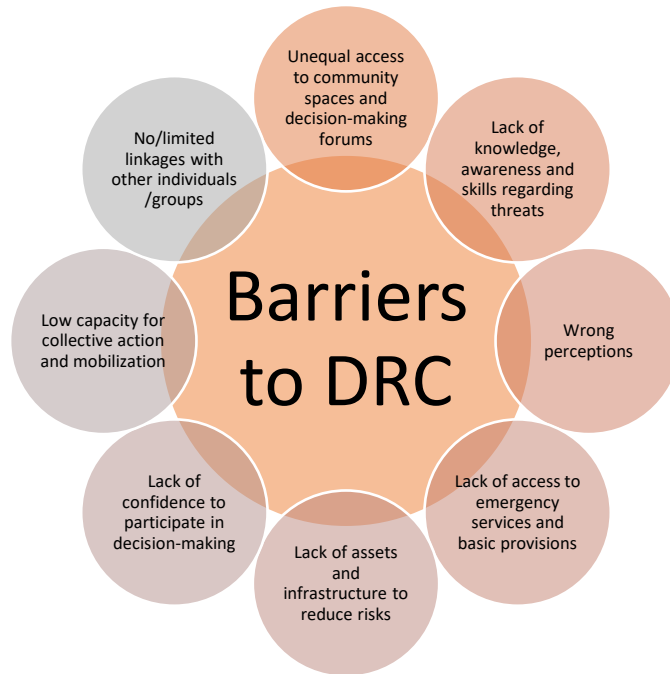 Unequal access
to community
spaces and
decision-making
forums
Lack of
knowledge,
awareness and
skills regarding
threats
Wrong
perceptions
Lack of access to
emergency
services and
basic provisions
Lack of assets
and
infrastructure to
reduce risks
Lack of
confidence to
participate in
decision-making
Low capacity for
collective action
and mobilization
No/limited
linkages with
other individuals
/groups
Barriers
to DRC